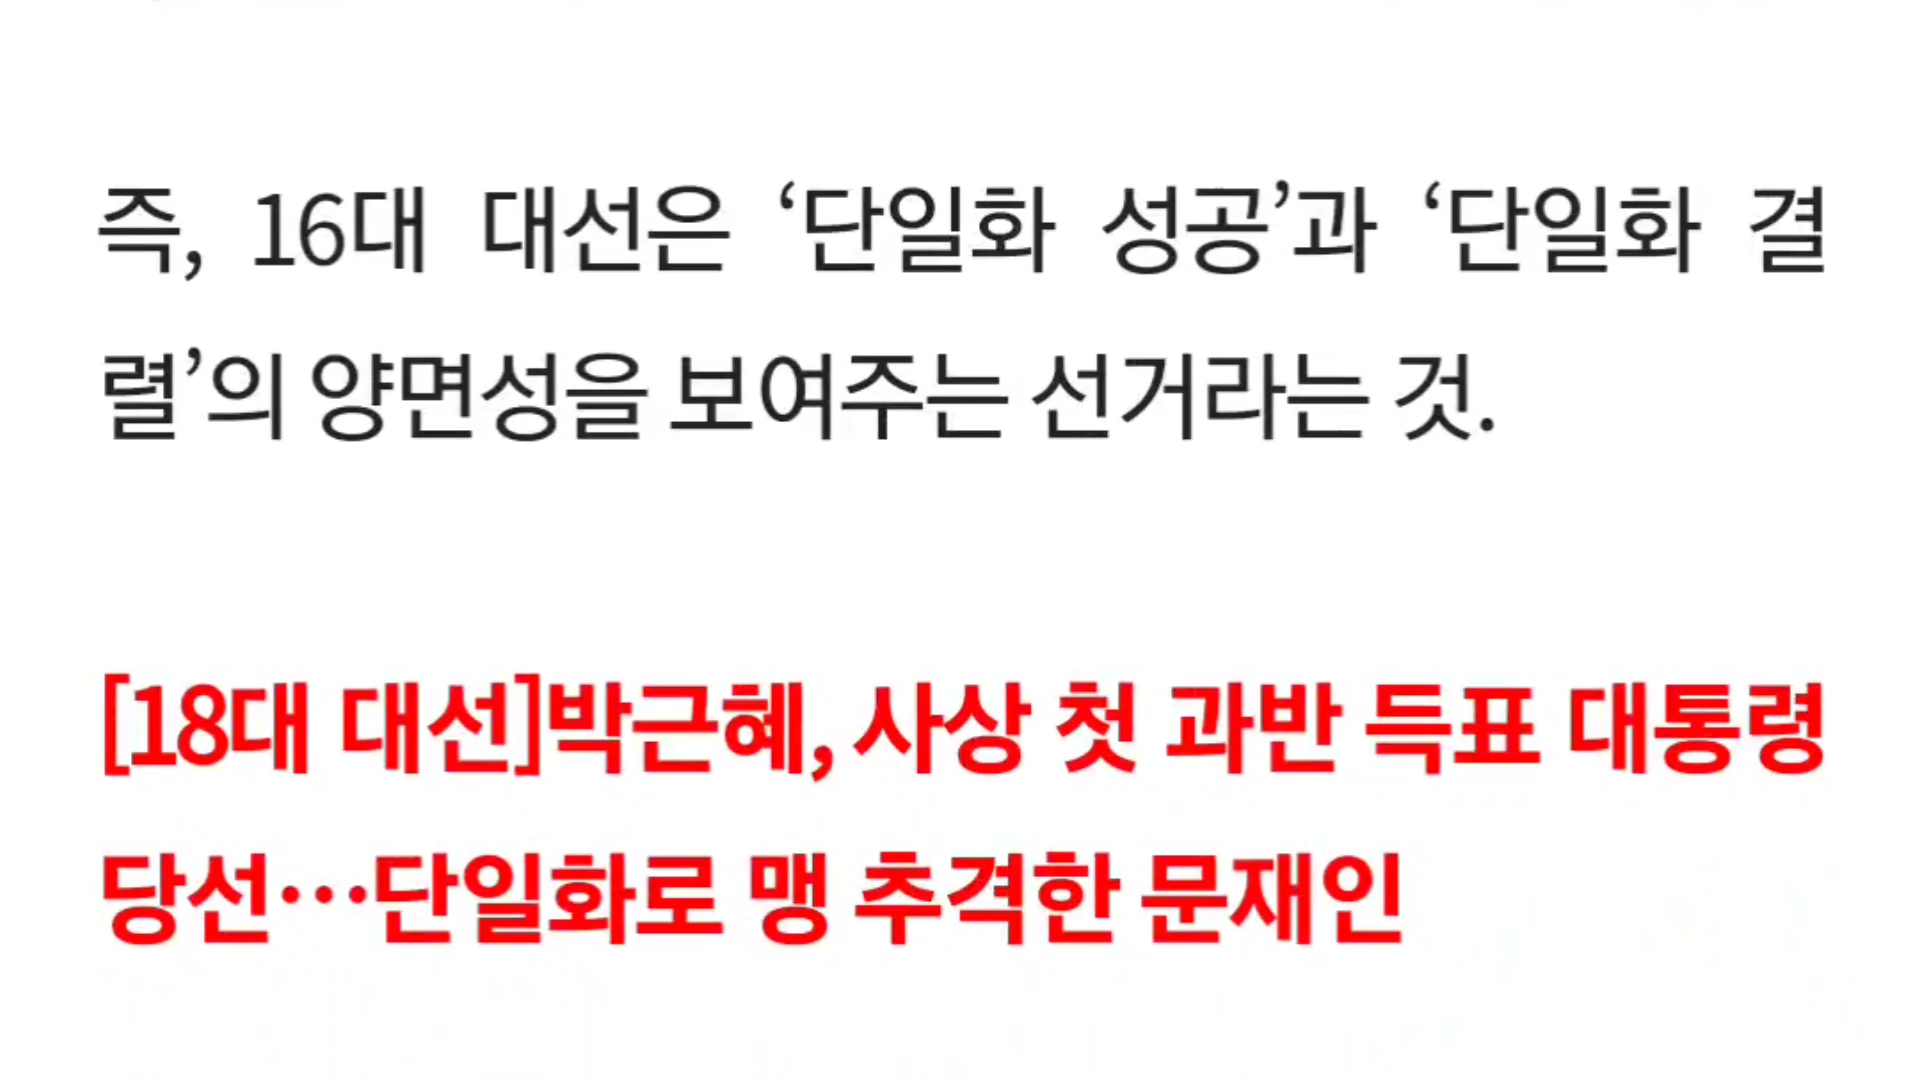 즉, 16대 대선은 ‘단일화 성공’과 ‘단일화 결
렬’의 양면성을 보여주는 선거라는 것.
[18대 대선]박근혜, 사상 첫 과반 득표 대통령
당선…단일화로 맹 추격한 문재인